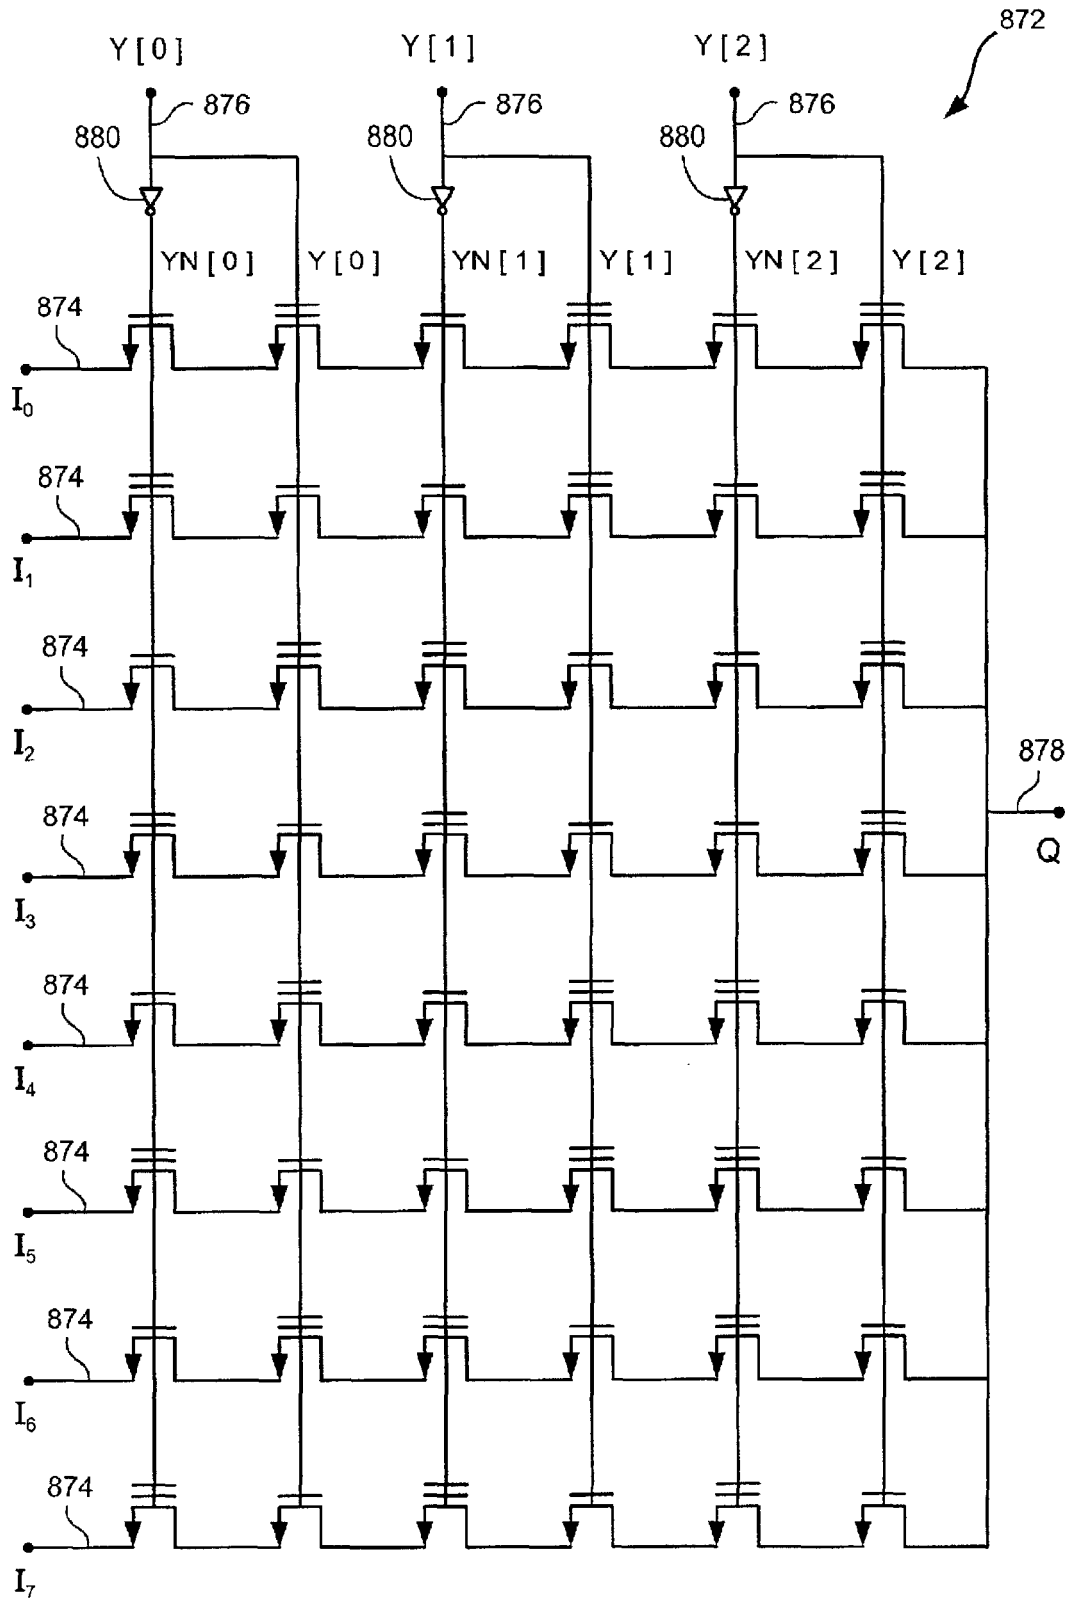 872
Y[0] Y[1] Y[2]
876 876 876
880 880 880
YN[0] Y[0] YN[1] Y[1] YN[2] Y[2]
874
I₀
874
I₁
874
I₂
878
874
Q
I₃
874
I₄
874
I₅
874
I₆
874
I₇